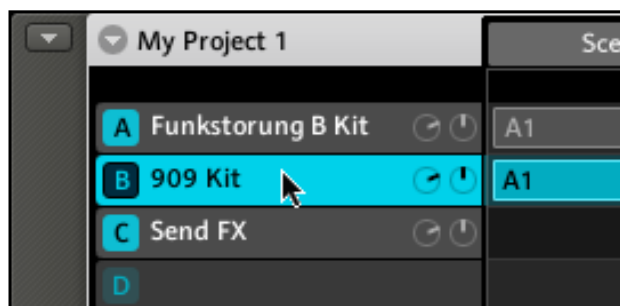 My Project 1
Sce
A Funkstorung B Kit A1
B 909 Kit A1
C Send FX
D